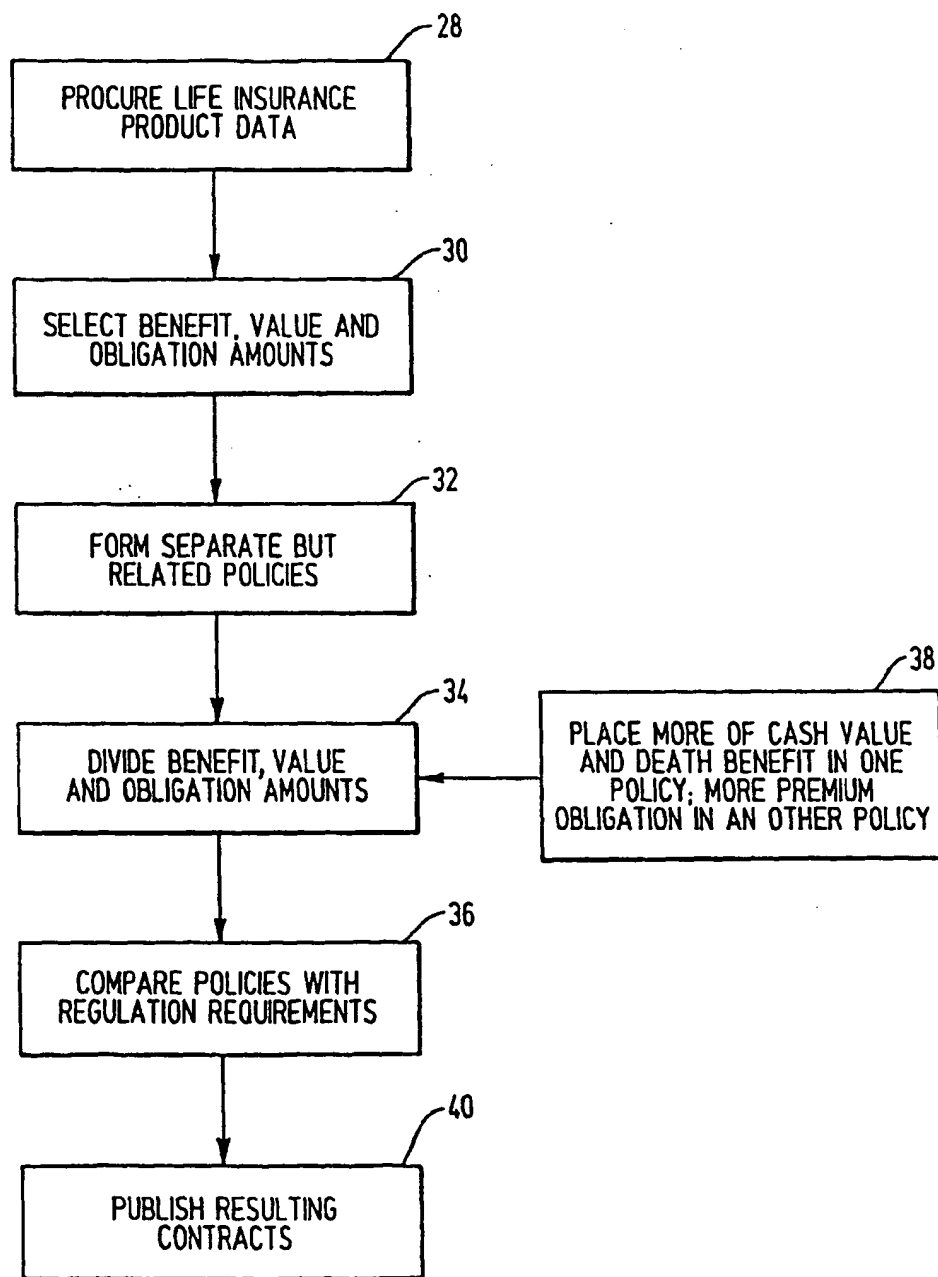 28
PROCURE LIFE INSURANCE
PRODUCT DATA
30
SELECT BENEFIT, VALUE AND
OBLIGATION AMOUNTS
32
FORM SEPARATE BUT
RELATED POLICIES
34
DIVIDE BENEFIT, VALUE
AND OBLIGATION AMOUNTS
38
PLACE MORE OF CASH VALUE
AND DEATH BENEFIT IN ONE
POLICY; MORE PREMIUM
OBLIGATION IN AN OTHER POLICY
36
COMPARE POLICIES WITH
REGULATION REQUIREMENTS
40
PUBLISH RESULTING
CONTRACTS